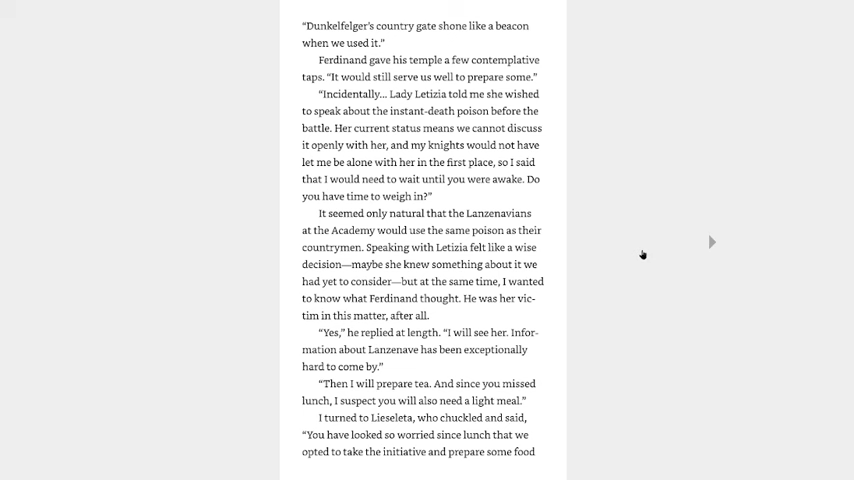 “Dunkelfelger’s country gate shone like a beacon
when we used it.”
Ferdinand gave his temple a few contemplative
taps. “It would still serve us well to prepare some.”
“Incidentally... Lady Letizia told me she wished
to speak about the instant-death poison before the
battle. Her current status means we cannot discuss
it openly with her, and my knights would not have
let me be alone with her in the first place, so I said
that I would need to wait until you were awake. Do
you have time to weigh in?”
It seemed only natural that the Lanzenavians
at the Academy would use the same poison as their
countrymen. Speaking with Letizia felt like a wise
decision—maybe she knew something about it we
had yet to consider—but at the same time, I wanted
to know what Ferdinand thought. He was her vic-
tim in this matter, after all.
“Yes,” he replied at length. “I will see her. Infor-
mation about Lanzenave has been exceptionally
hard to come by.”
“Then I will prepare tea. And since you missed
lunch, I suspect you will also need a light meal.”
I turned to Lieseleta, who chuckled and said,
“You have looked so worried since lunch that we
opted to take the initiative and prepare some food